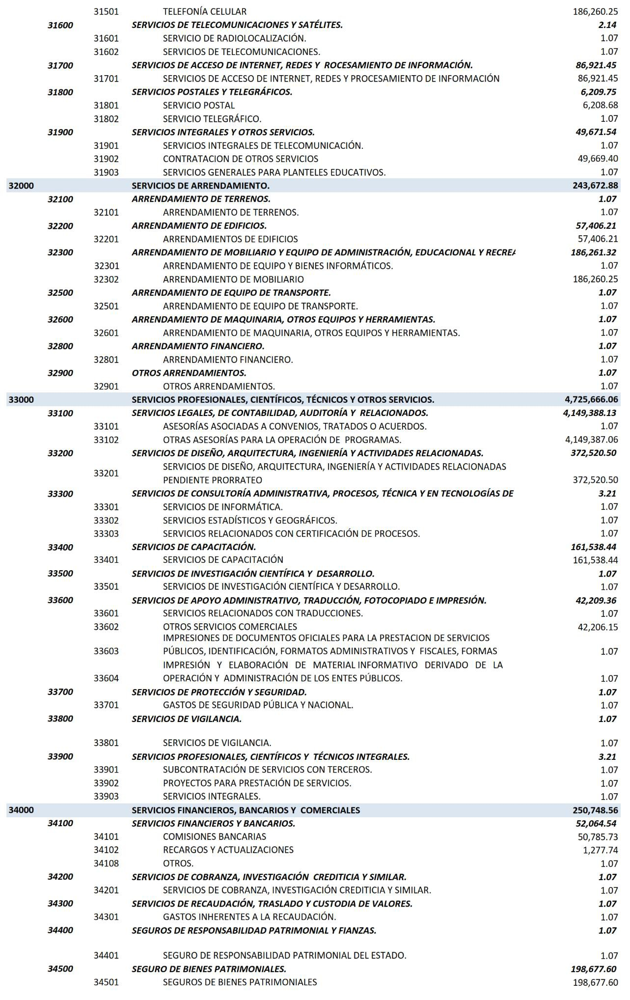 31501 TELEFONÍA CELULAR 186,260.25
31600 SERVICIOS DE TELECOMUNICACIONES Y SATÉLITES. 2.14
31601 SERVICIO DE RADIOLOCALIZACIÓN. 1.07
31602 SERVICIOS DE TELECOMUNICACIONES. 1.07
31700 SERVICIOS DE ACCESO DE INTERNET, REDES Y ROCESAMIENTO DE INFORMACIÓN. 86,921.45
31701 SERVICIOS DE ACCESO DE INTERNET, REDES Y PROCESAMIENTO DE INFORMACIÓN 86,921.45
31800 SERVICIOS POSTALES Y TELEGRÁFICOS. 6,209.75
31801 SERVICIO POSTAL 6,208.68
31802 SERVICIO TELEGRÁFICO. 1.07
31900 SERVICIOS INTEGRALES Y OTROS SERVICIOS. 49,671.54
31901 SERVICIOS INTEGRALES DE TELECOMUNICACIÓN. 1.07
31902 CONTRATACION DE OTROS SERVICIOS 49,669.40
31903 SERVICIOS GENERALES PARA PLANTELES EDUCATIVOS. 1.07
32000 SERVICIOS DE ARRENDAMIENTO. 243,672.88
32100 ARRENDAMIENTO DE TERRENOS. 1.07
32101 ARRENDAMIENTO DE TERRENOS. 1.07
32200 ARRENDAMIENTO DE EDIFICIOS. 57,406.21
32201 ARRENDAMIENTOS DE EDIFICIOS 57,406.21
32300 ARRENDAMIENTO DE MOBILIARIO Y EQUIPO DE ADMINISTRACIÓN, EDUCACIONAL Y RECREA 186,261.32
32301 ARRENDAMIENTO DE EQUIPO Y BIENES INFORMÁTICOS. 1.07
32302 ARRENDAMIENTO DE MOBILIARIO 186,260.25
32500 ARRENDAMIENTO DE EQUIPO DE TRANSPORTE. 1.07
32501 ARRENDAMIENTO DE EQUIPO DE TRANSPORTE. 1.07
32600 ARRENDAMIENTO DE MAQUINARIA, OTROS EQUIPOS Y HERRAMIENTAS. 1.07
32601 ARRENDAMIENTO DE MAQUINARIA, OTROS EQUIPOS Y HERRAMIENTAS. 1.07
32800 ARRENDAMIENTO FINANCIERO. 1.07
32801 ARRENDAMIENTO FINANCIERO. 1.07
32900 OTROS ARRENDAMIENTOS. 1.07
32901 OTROS ARRENDAMIENTOS. 1.07
33000 SERVICIOS PROFESIONALES, CIENTÍFICOS, TÉCNICOS Y OTROS SERVICIOS. 4,725,666.06
33100 SERVICIOS LEGALES, DE CONTABILIDAD, AUDITORÍA Y RELACIONADOS. 4,149,388.13
33101 ASESORÍAS ASOCIADAS A CONVENIOS, TRATADOS O ACUERDOS. 1.07
33102 OTRAS ASESORÍAS PARA LA OPERACIÓN DE PROGRAMAS. 4,149,387.06
33200 SERVICIOS DE DISEÑO, ARQUITECTURA, INGENIERÍA Y ACTIVIDADES RELACIONADAS. 372,520.50
SERVICIOS DE DISEÑO, ARQUITECTURA, INGENIERÍA Y ACTIVIDADES RELACIONADAS
33201
PENDIENTE PRORRATEO 372,520.50
33300 SERVICIOS DE CONSULTORÍA ADMINISTRATIVA, PROCESOS, TÉCNICA Y EN TECNOLOGÍAS DE 3.21
33301 SERVICIOS DE INFORMÁTICA. 1.07
33302 SERVICIOS ESTADÍSTICOS Y GEOGRÁFICOS. 1.07
33303 SERVICIOS RELACIONADOS CON CERTIFICACIÓN DE PROCESOS. 1.07
33400 SERVICIOS DE CAPACITACIÓN. 161,538.44
33401 SERVICIOS DE CAPACITACIÓN 161,538.44
33500 SERVICIOS DE INVESTIGACIÓN CIENTÍFICA Y DESARROLLO. 1.07
33501 SERVICIOS DE INVESTIGACIÓN CIENTÍFICA Y DESARROLLO. 1.07
33600 SERVICIOS DE APOYO ADMINISTRATIVO, TRADUCCIÓN, FOTOCOPIADO E IMPRESIÓN. 42,209.36
33601 SERVICIOS RELACIONADOS CON TRADUCCIONES. 1.07
33602 OTROS SERVICIOS COMERCIALES 42,206.15
IMPRESIONES DE DOCUMENTOS OFICIALES PARA LA PRESTACION DE SERVICIOS
33603 PÚBLICOS, IDENTIFICACIÓN, FORMATOS ADMINISTRATIVOS Y FISCALES, FORMAS 1.07
IMPRESIÓN Y ELABORACIÓN DE MATERIAL INFORMATIVO DERIVADO DE LA
33604 OPERACIÓN Y ADMINISTRACIÓN DE LOS ENTES PÚBLICOS. 1.07
33700 SERVICIOS DE PROTECCIÓN Y SEGURIDAD. 1.07
33701 GASTOS DE SEGURIDAD PÚBLICA Y NACIONAL. 1.07
33800 SERVICIOS DE VIGILANCIA. 1.07
33801 SERVICIOS DE VIGILANCIA. 1.07
33900 SERVICIOS PROFESIONALES, CIENTÍFICOS Y TÉCNICOS INTEGRALES. 3.21
33901 SUBCONTRATACIÓN DE SERVICIOS CON TERCEROS. 1.07
33902 PROYECTOS PARA PRESTACIÓN DE SERVICIOS. 1.07
33903 SERVICIOS INTEGRALES. 1.07
34000 SERVICIOS FINANCIEROS, BANCARIOS Y COMERCIALES 250,748.56
34100 SERVICIOS FINANCIEROS Y BANCARIOS. 52,064.54
34101 COMISIONES BANCARIAS 50,785.73
34102 RECARGOS Y ACTUALIZACIONES 1,277.74
34108 OTROS. 1.07
34200 SERVICIOS DE COBRANZA, INVESTIGACIÓN CREDITICIA Y SIMILAR. 1.07
34201 SERVICIOS DE COBRANZA, INVESTIGACIÓN CREDITICIA Y SIMILAR. 1.07
34300 SERVICIOS DE RECAUDACIÓN, TRASLADO Y CUSTODIA DE VALORES. 1.07
34301 GASTOS INHERENTES A LA RECAUDACIÓN. 1.07
34400 SEGUROS DE RESPONSABILIDAD PATRIMONIAL Y FIANZAS. 1.07
34401 SEGURO DE RESPONSABILIDAD PATRIMONIAL DEL ESTADO. 1.07
34500 SEGURO DE BIENES PATRIMONIALES. 198,677.60
34501 SEGUROS DE BIENES PATRIMONIALES 198,677.60